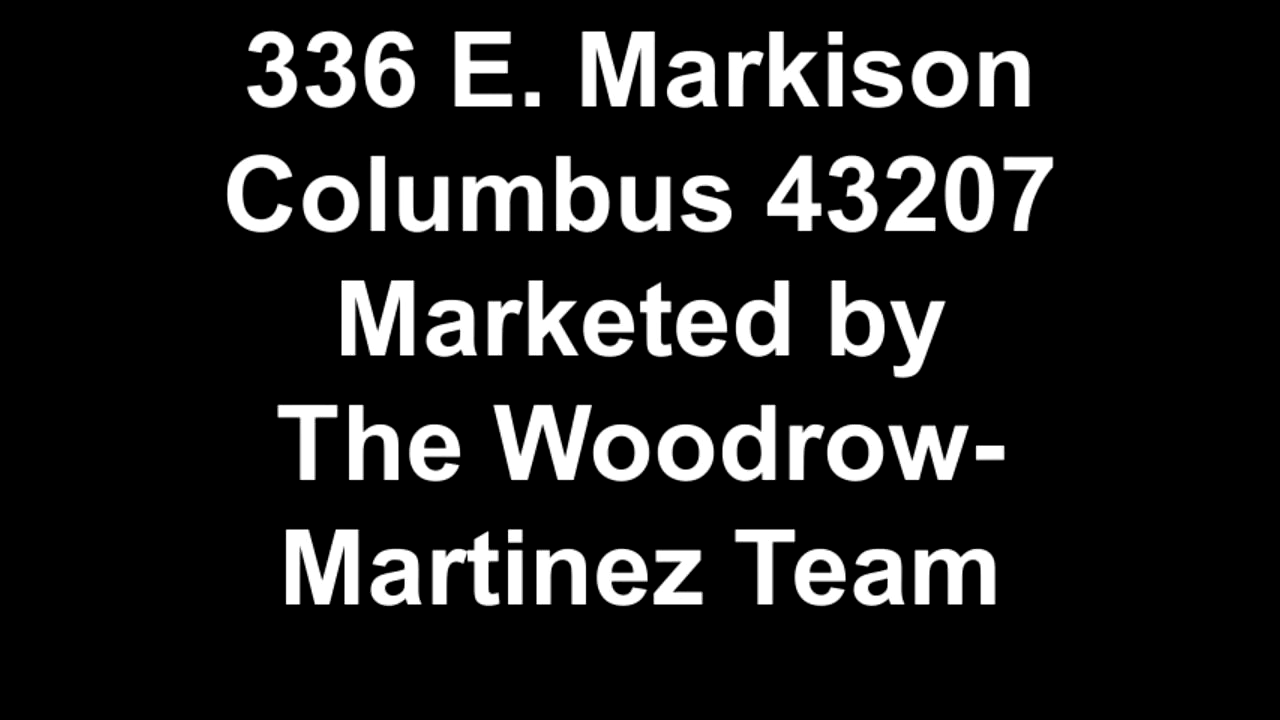 336 E. Markison
Columbus 43207
Marketed by
The Woodrow-
Martinez Team